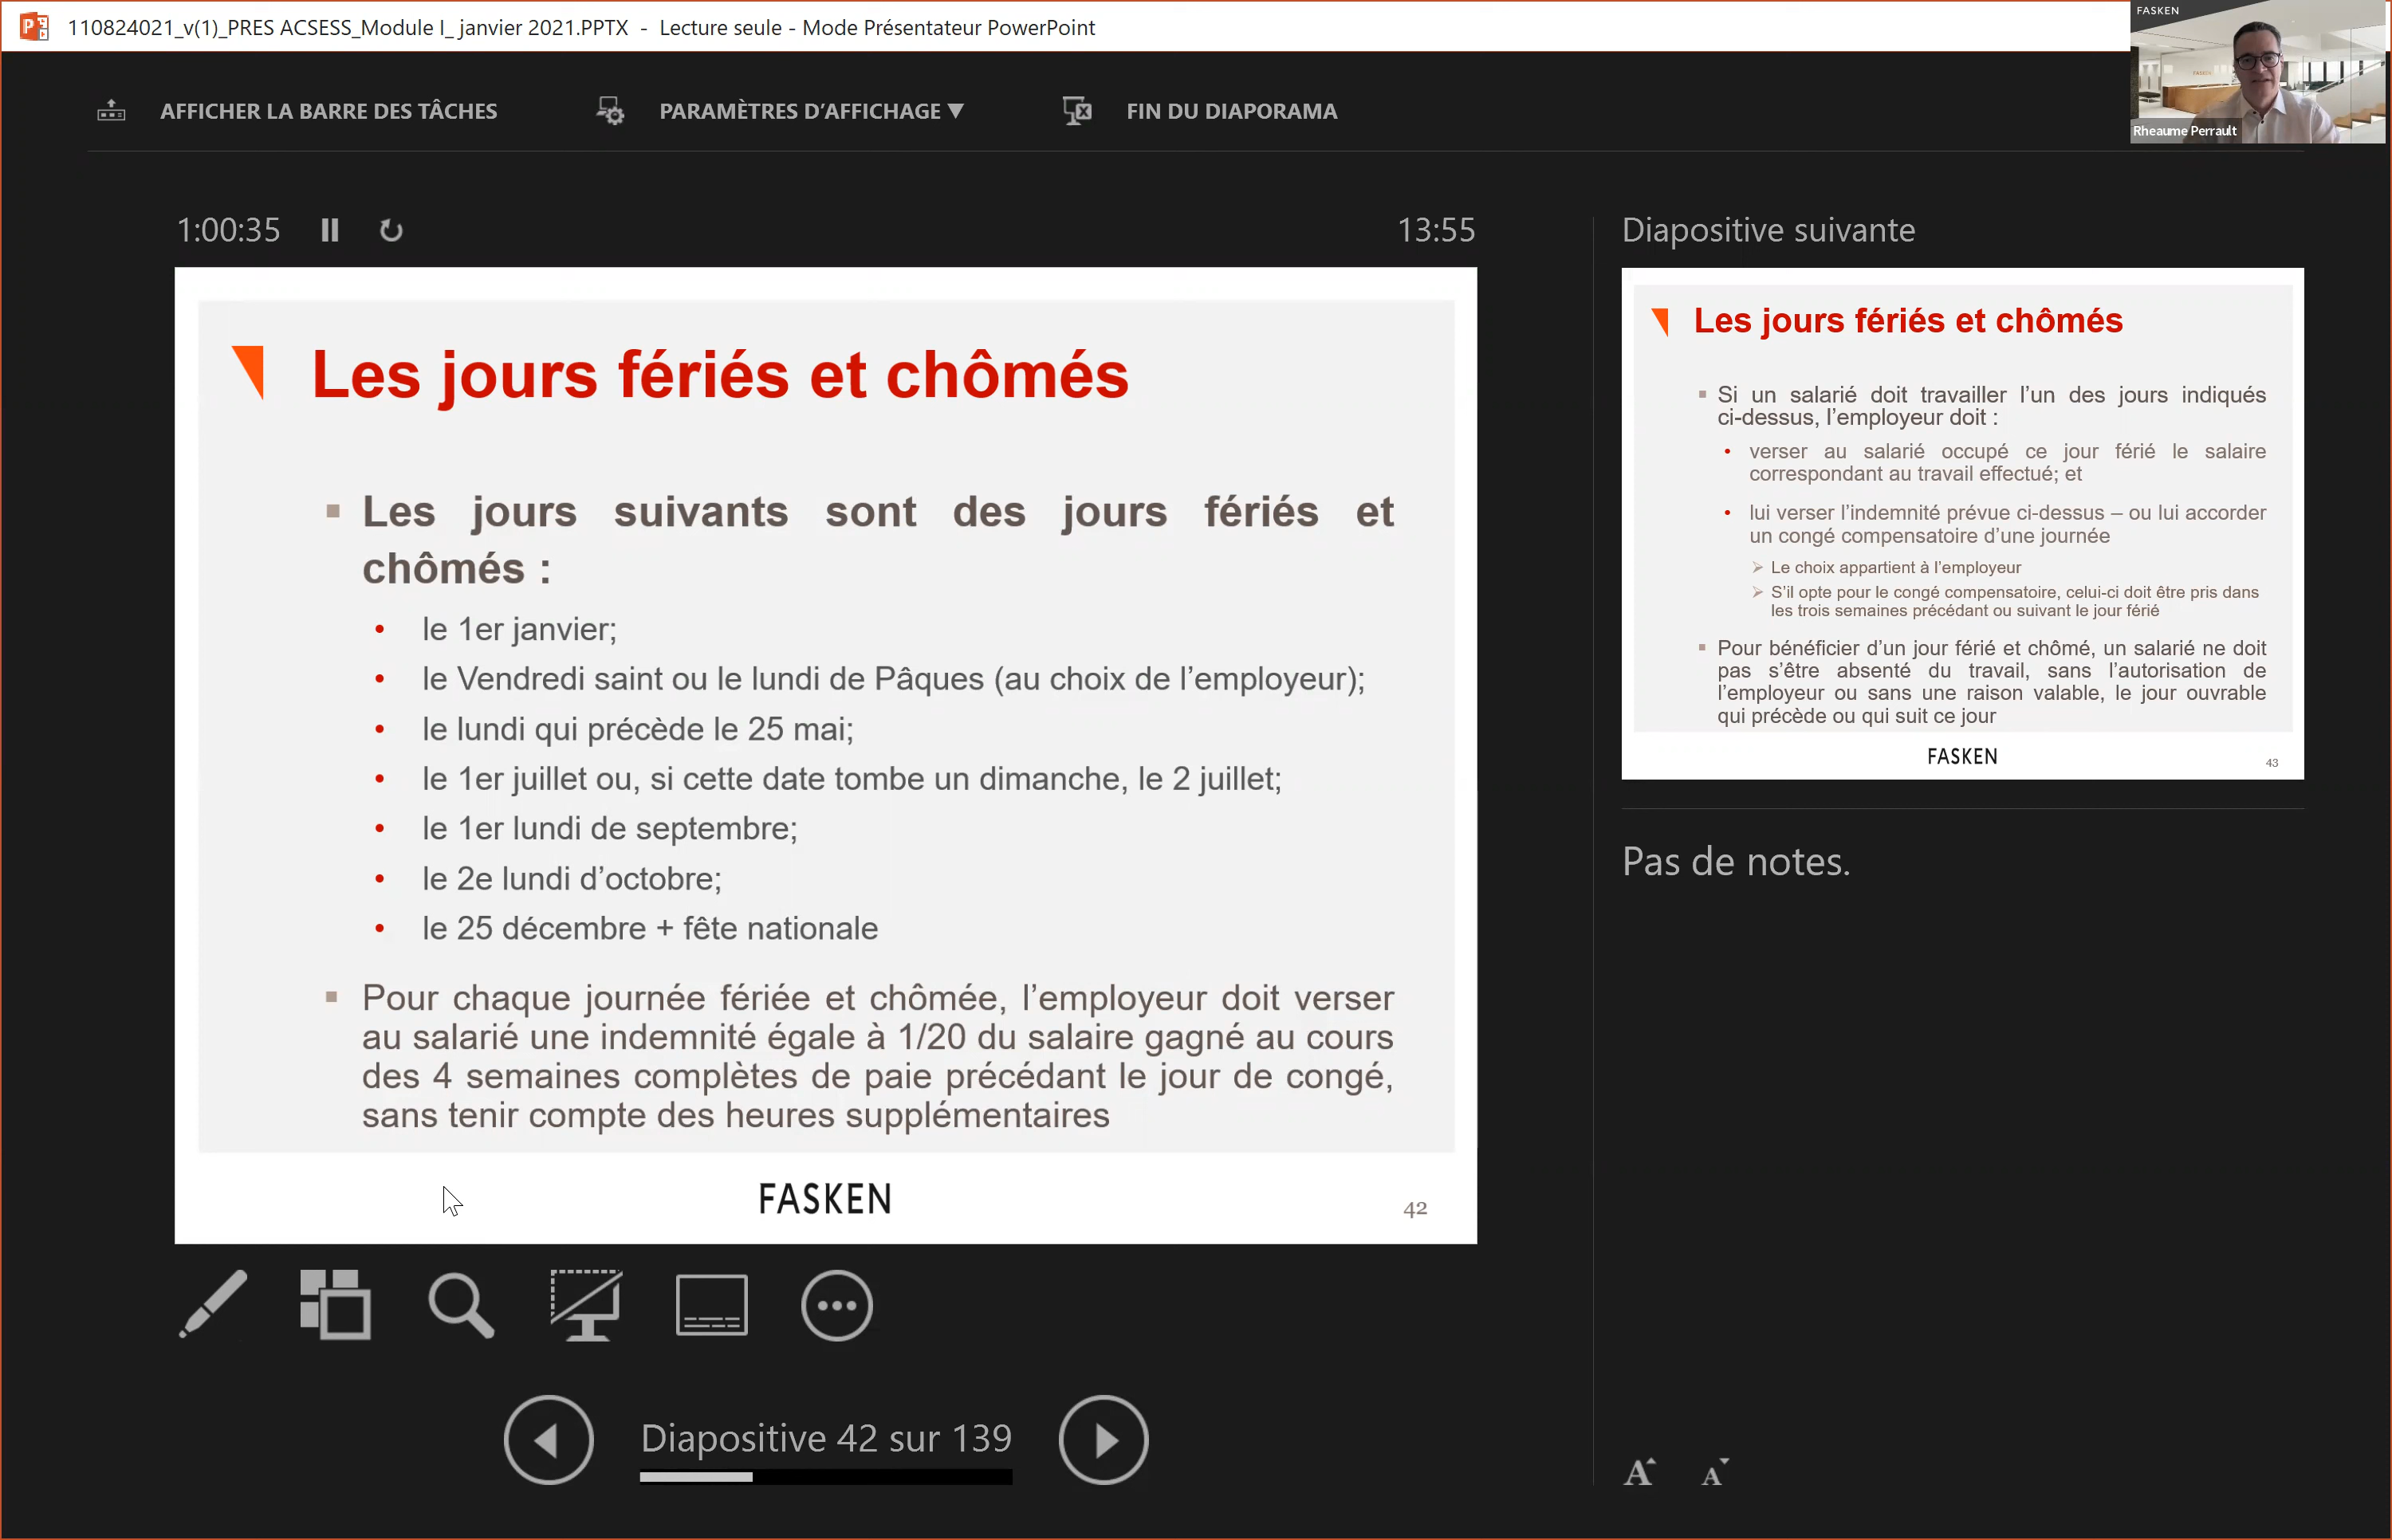 110824021_v(1)_PRES ACSESS_Module I_ janvier 2021.PPTX - Lecture seule - Mode Présentateur PowerPoint
FASKEN
Rheaume Perrault
AFFICHER LA BARRE DES TÂCHES
PARAMÈTRES D'AFFICHAGE ▼
FIN DU DIAPORAMA
1:00:35
13:55
Les jours fériés et chômés
Les jours suivants sont des jours fériés et
chômés :
le 1er janvier;
le Vendredi saint ou le lundi de Pâques (au choix de l'employeur);
le lundi qui précède le 25 mai;
le 1er juillet ou, si cette date tombe un dimanche, le 2 juillet;
le 1er lundi de septembre;
le 2e lundi d'octobre;
le 25 décembre + fête nationale
Pour chaque journée fériée et chômée, l'employeur doit verser
au salarié une indemnité égale à 1/20 du salaire gagné au cours
des 4 semaines complètes de paie précédant le jour de congé,
sans tenir compte des heures supplémentaires
FASKEN
42
Diapositive 42 sur 139
Diapositive suivante
Les jours fériés et chômés
Si un salarié doit travailler l'un des jours indiqués
ci-dessus, l'employeur doit :
verser au salarié occupé ce jour férié le salaire
correspondant au travail effectué; et
lui verser l'indemnité prévue ci-dessus – ou lui accorder
un congé compensatoire d'une journée
Le choix appartient à l'employeur
S'il opte pour le congé compensatoire, celui-ci doit être pris dans
les trois semaines précédant ou suivant le jour férié
Pour bénéficier d'un jour férié et chômé, un salarié ne doit
pas s'être absenté du travail, sans l'autorisation de
l'employeur ou sans une raison valable, le jour ouvrable
qui précède ou qui suit ce jour
FASKEN
43
Pas de notes.
A A